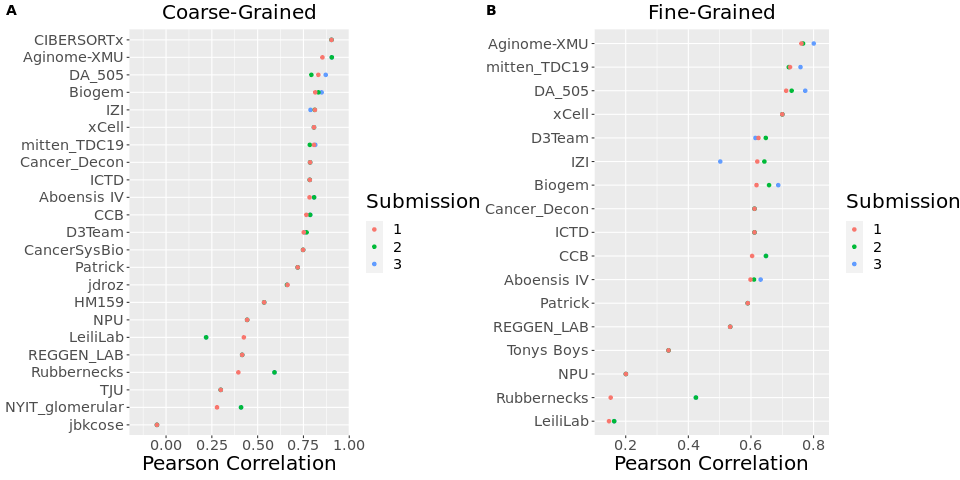 A
Coarse-Grained
CIBERSORTx
Aginome-XMU
DA_505
Biogem
IZI
xCell
mitten_TDC19
Cancer_Decon
ICTD
Aboensis IV
CCB
D3Team
CancerSysBio
Patrick
jdroz
HM159
NPU
LeiliLab
REGGEN_LAB
Rubbernecks
TJU
NYIT_glomerular
jbkcose
0.00 0.25 0.50 0.75 1.00
Pearson Correlation
Submission
1
2
3
B
Fine-Grained
Aginome-XMU
mitten_TDC19
DA_505
xCell
D3Team
IZI
Biogem
Cancer_Decon
ICTD
CCB
Aboensis IV
Patrick
REGGEN_LAB
Tonys Boys
NPU
Rubbernecks
LeiliLab
0.2 0.4 0.6 0.8
Pearson Correlation
Submission
1
2
3